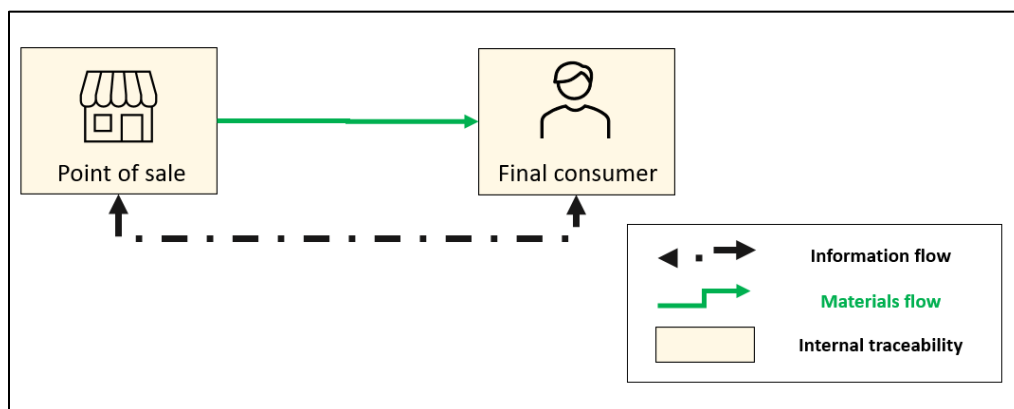 Point of sale
Final consumer
Information flow
Materials flow
Internal traceability